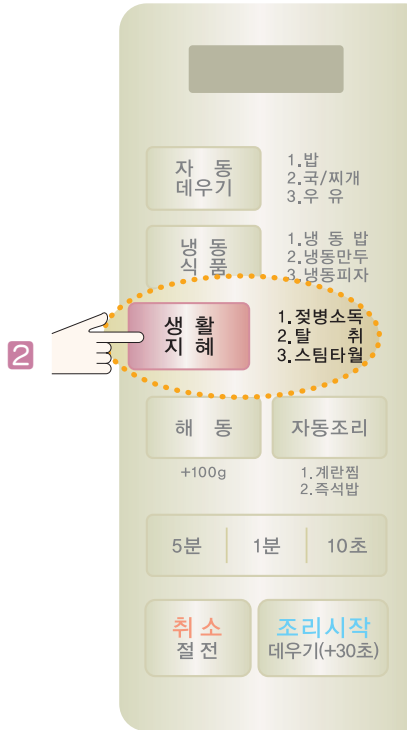 자 동
데우기
1.밥
2.국/찌개
3.우 유
냉 동
식 품
1.냉 동 밥
2.냉동만두
3.냉동피자
2
생 활
지 혜
1.젖병소독
2.탈 취
3.스팀타월
해 동
자동조리
+100g
1.계란찜
2.즉석밥
5분
1분
10초
취 소
절 전
조리시작
데우기(+30초)